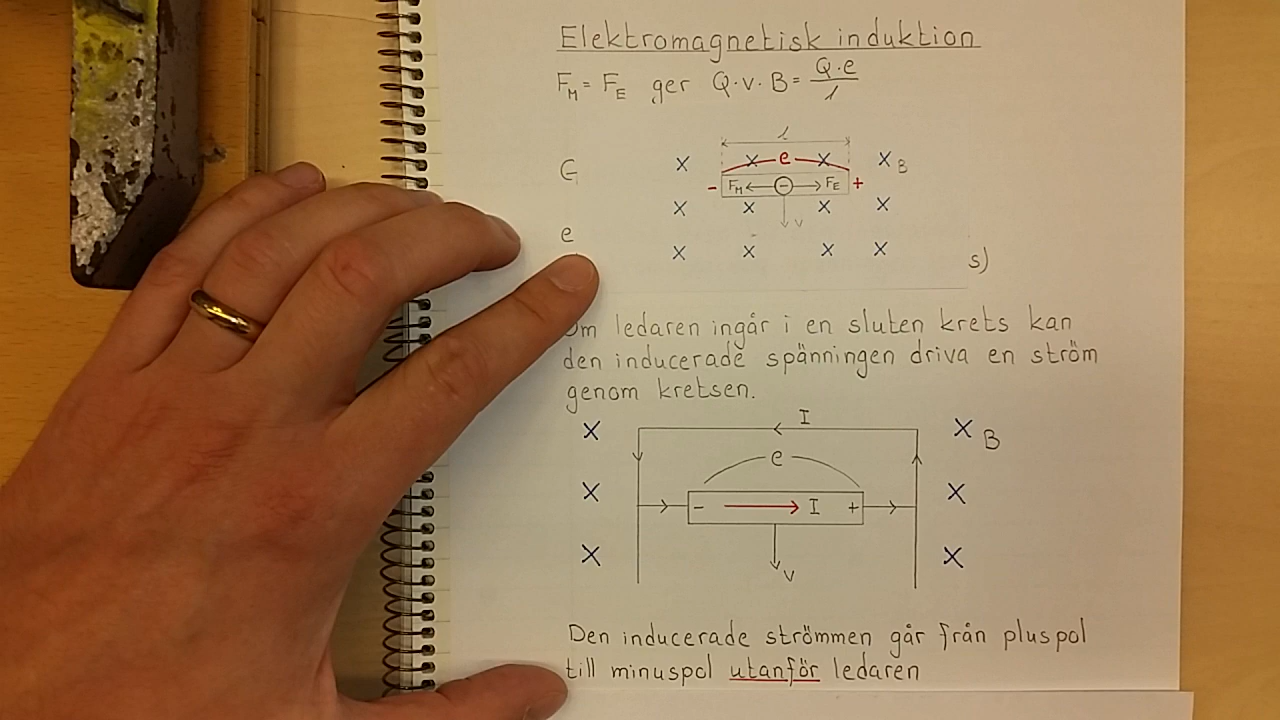 Elektromagnetisk induktion
F_M = F_E ger Q·v·B = Q·e / l
l
G X X e X X B
- F_M ← - → F_E +
X X X X
v
e X X X X
s)
Om ledaren ingår i en sluten krets kan
den inducerade spänningen driva en ström
genom kretsen.
X I X B
e
X - → I + X
X v X
Den inducerade strömmen går från pluspol
till minuspol utanför ledaren